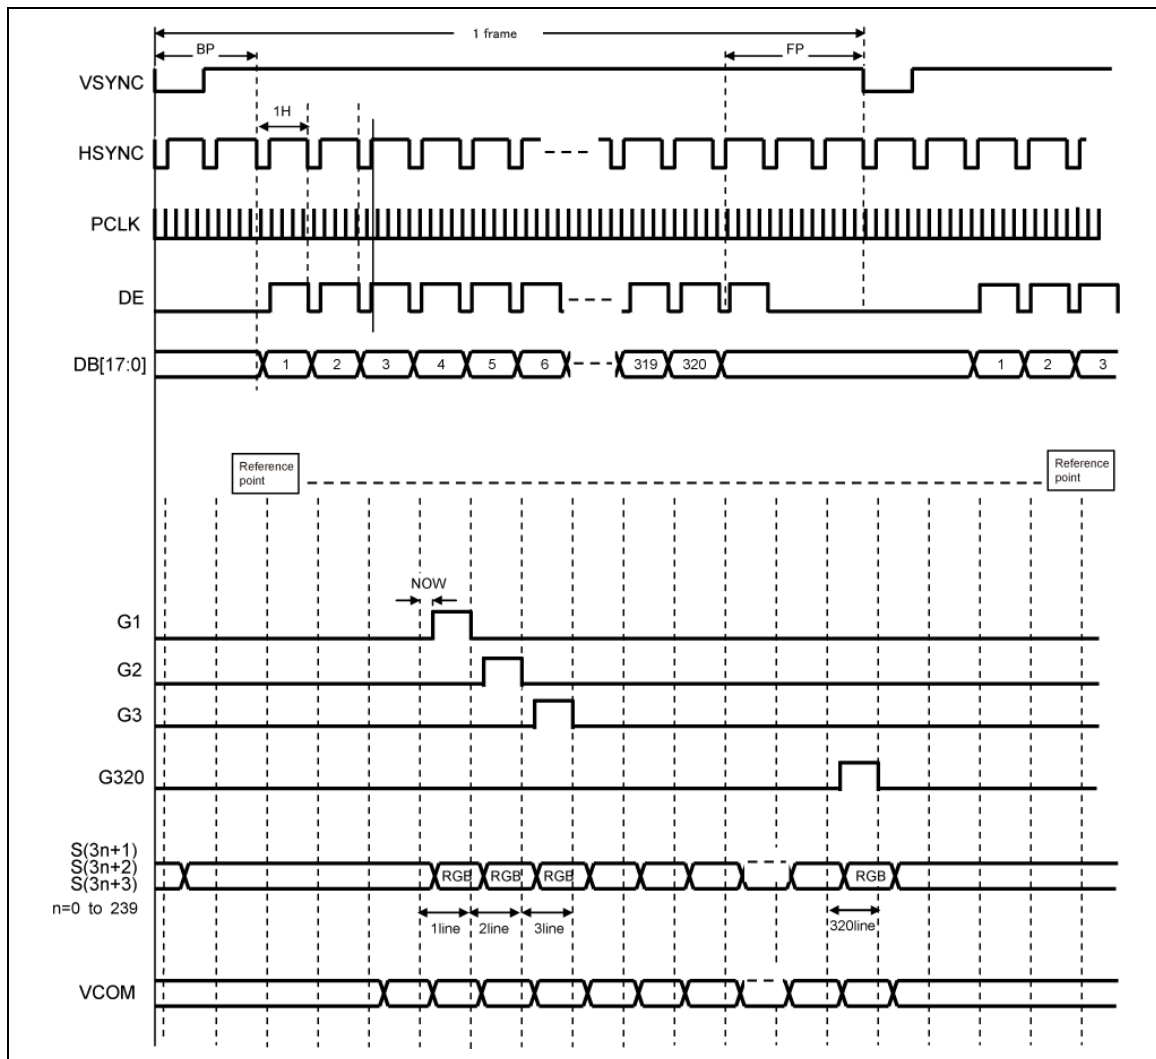 1 frame
BP
FP
VSYNC
1H
HSYNC
PCLK
DE
DB[17:0]
1 2 3 4 5 6 319 320 1 2 3
Reference
point
Reference
point
NOW
G1
G2
G3
G320
S(3n+1)
S(3n+2)
S(3n+3)
n=0 to 239
RGB RGB RGB RGB
1line 2line 3line 320line
VCOM